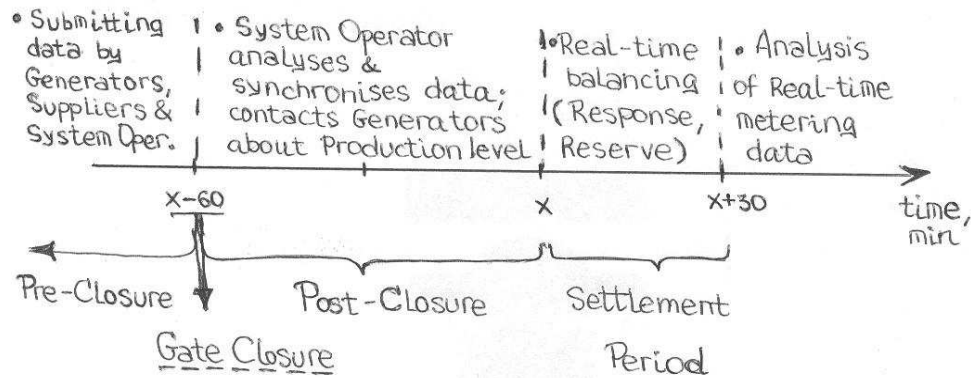 • Submitting
data by
Generators,
Suppliers &
System Oper.
• System Operator
analyses &
synchronises data;
contacts Generators
about Production level
• Real-time
balancing
(Response,
Reserve)
• Analysis
of Real-time
metering
data
x-60
x
x+30
time,
min
Pre-Closure
Post-Closure
Settlement
Period
Gate Closure